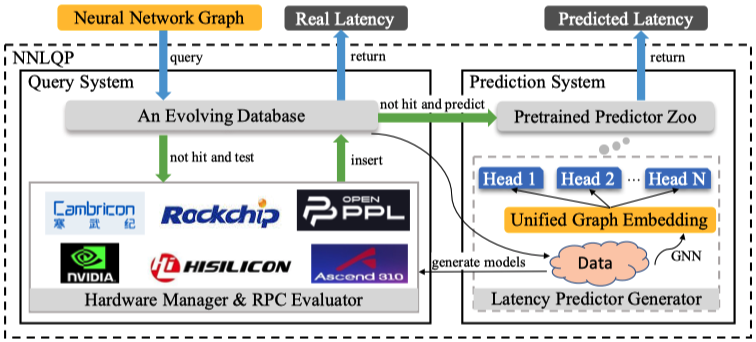 Neural Network Graph
Real Latency
Predicted Latency
NNLQP
query
return
return
Query System
Prediction System
An Evolving Database
not hit and predict
Pretrained Predictor Zoo
not hit and test
insert
Head 1
Head 2
...
Head N
Cambricon
寒 武 纪
Rockchip
OPEN
PPL
Unified Graph Embedding
NVIDIA
HISILICON
Ascend 310
generate models
Data
GNN
Hardware Manager & RPC Evaluator
Latency Predictor Generator